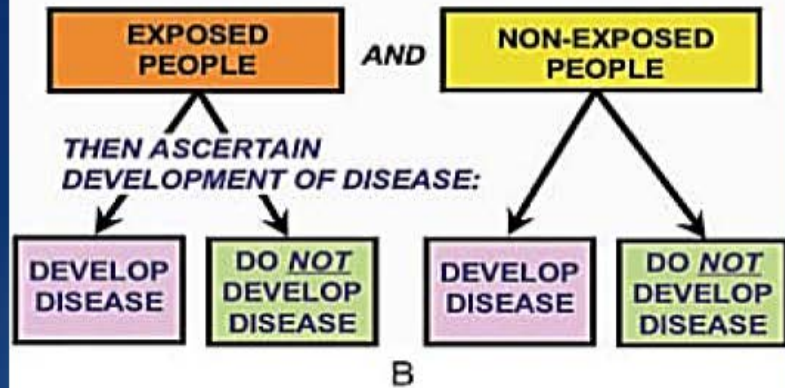 EXPOSED
PEOPLE
AND
NON-EXPOSED
PEOPLE
THEN ASCERTAIN
DEVELOPMENT OF DISEASE:
DEVELOP
DISEASE
DO NOT
DEVELOP
DISEASE
DEVELOP
DISEASE
DO NOT
DEVELOP
DISEASE
B